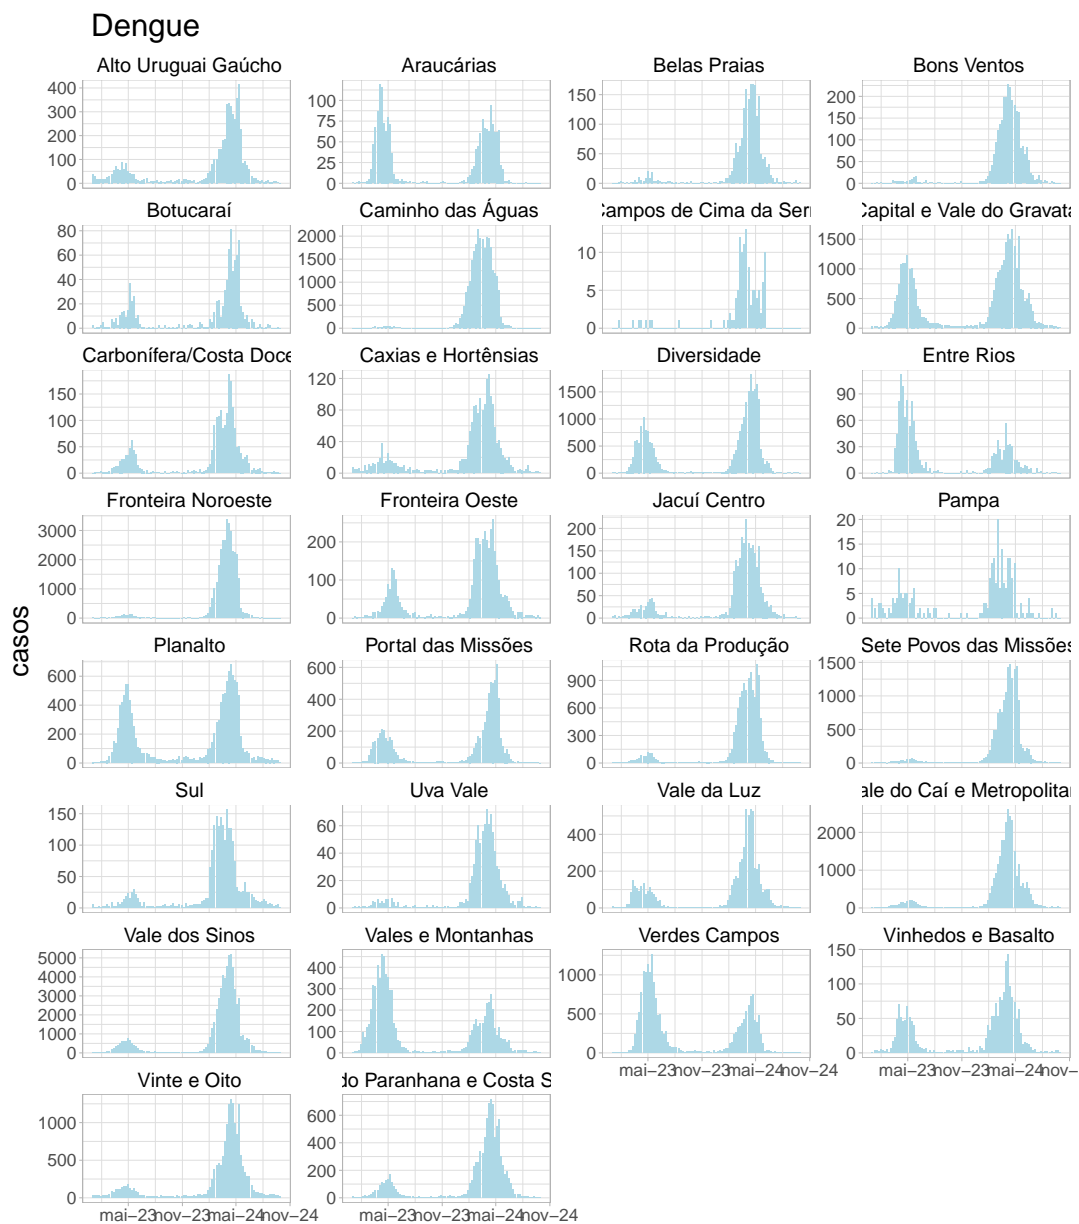 Dengue
Alto Uruguai Gaúcho Araucárias Belas Praias Bons Ventos
400 300 200 100 0
100 75 50 25 0
150 100 50 0
200 150 100 50 0
Botucaraí Caminho das Águas Campos de Cima da Seri Capital e Vale do Gravata
80 60 40 20 0
2000 1500 1000 500 0
10 5 0
1500 1000 500 0
Carbonífera/Costa Doce Caxias e Hortênsias Diversidade Entre Rios
150 100 50 0
120 80 40 0
1500 1000 500 0
90 60 30 0
Fronteira Noroeste Fronteira Oeste Jacuí Centro Pampa
3000 2000 1000 0
200 100 0
200 150 100 50 0
20 15 10 5 0
casos
Planalto Portal das Missões Rota da Produção Sete Povos das Missões
600 400 200 0
600 400 200 0
900 600 300 0
1500 1000 500 0
Sul Uva Vale Vale da Luz ale do Caí e Metropolitar
150 100 50 0
60 40 20 0
400 200 0
2000 1000 0
Vale dos Sinos Vales e Montanhas Verdes Campos Vinhedos e Basalto
5000 4000 3000 2000 1000 0
400 300 200 100 0
1000 500 0
150 100 50 0
mai−23 nov−23 mai−24 nov−24 mai−23 nov−23 mai−24 nov−
Vinte e Oito do Paranhana e Costa S
1000 500 0
600 400 200 0
mai−23 nov−23 mai−24 nov−24 mai−23 nov−23 mai−24 nov−24